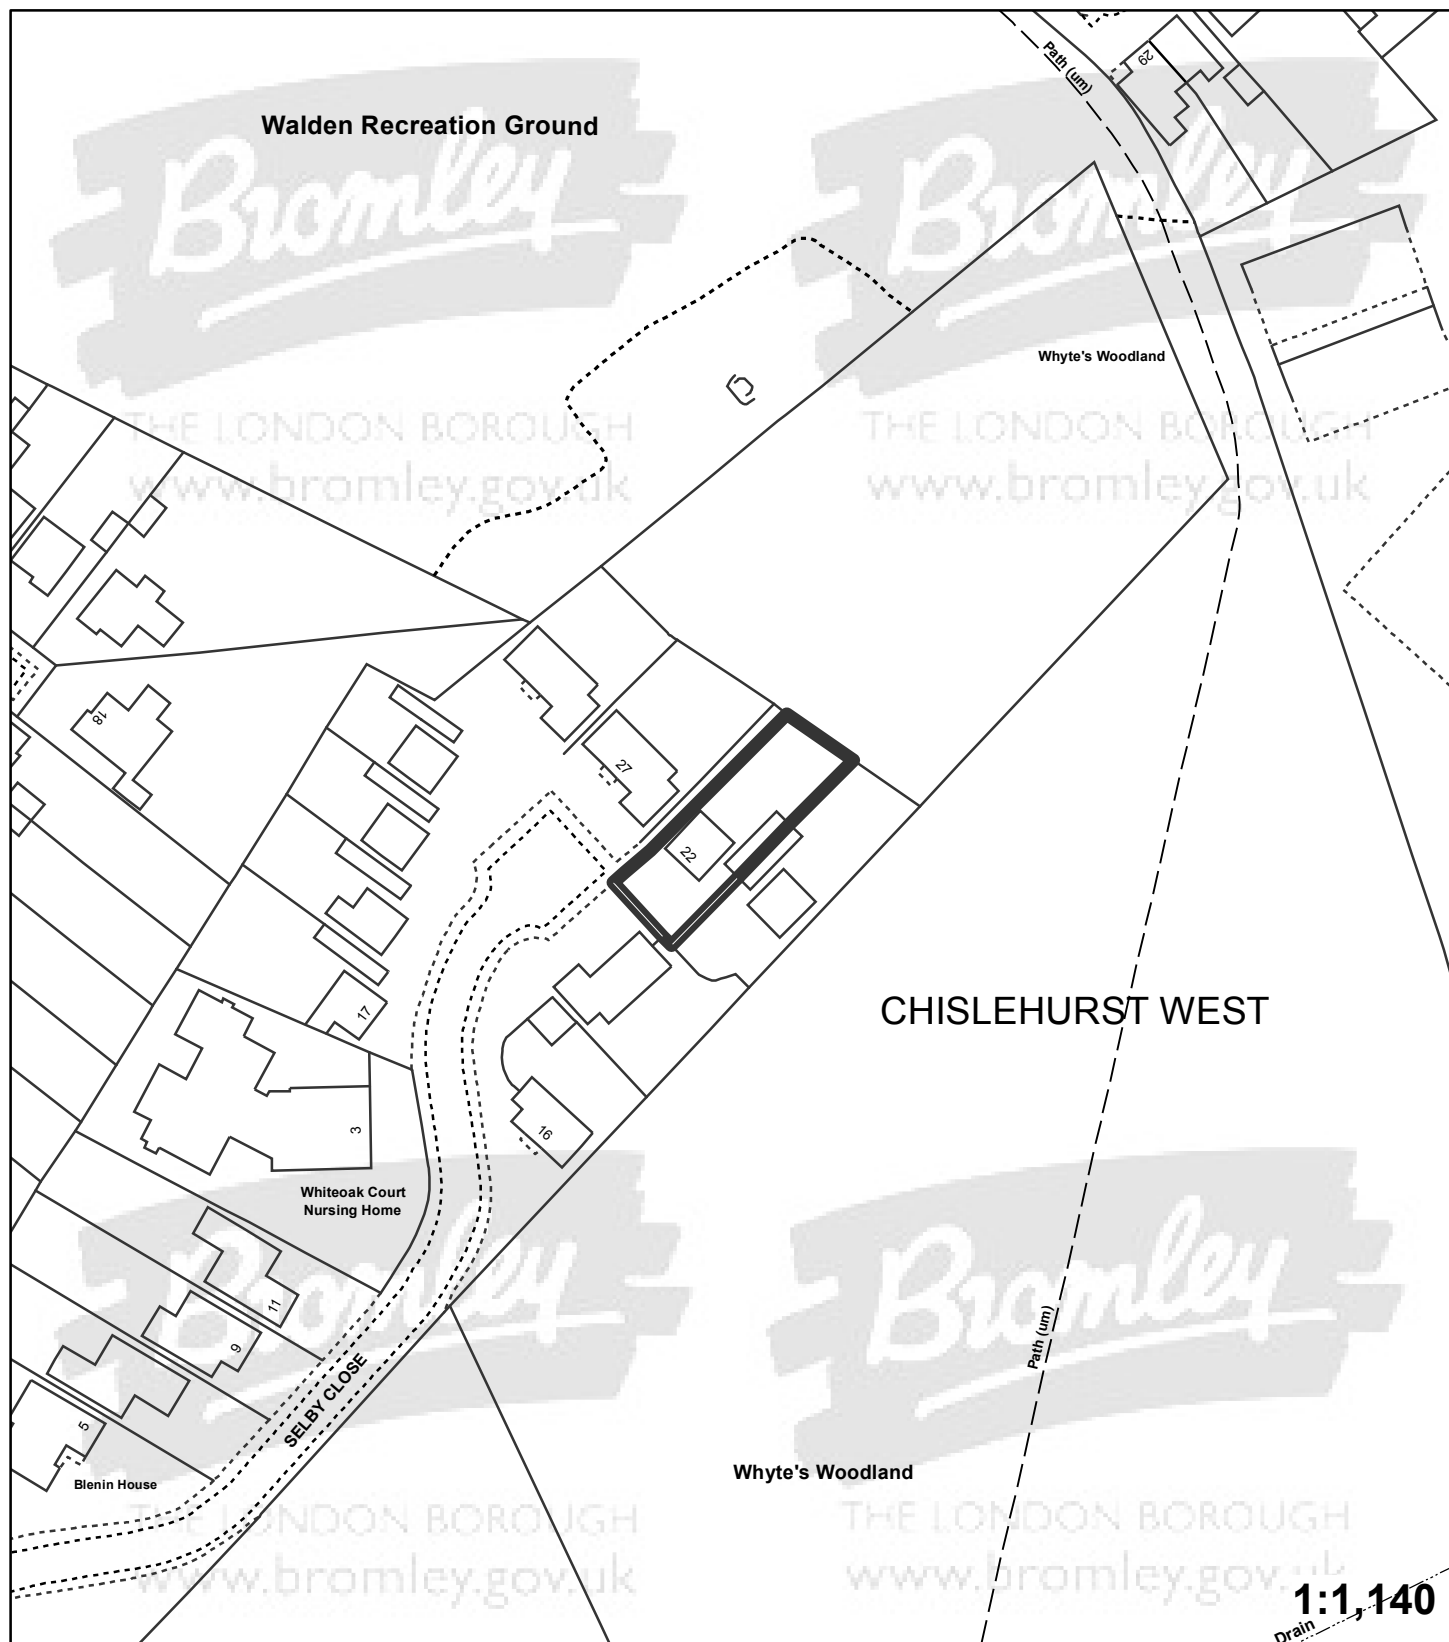 Path (um)
29
Walden Recreation Ground
Bromley
THE LONDON BOROUGH
www.bromley.gov.uk
Bromley
THE LONDON BOROUGH
www.bromley.gov.uk
Whyte's Woodland
18
27
22
17
CHISLEHURST WEST
3
16
Whiteoak Court
Nursing Home
11
9
5
SELBY CLOSE
Blenin House
Path (um)
Whyte's Woodland
Bromley
THE LONDON BOROUGH
www.bromley.gov.uk
Bromley
THE LONDON BOROUGH
www.bromley.gov.uk
1:1,140
Drain